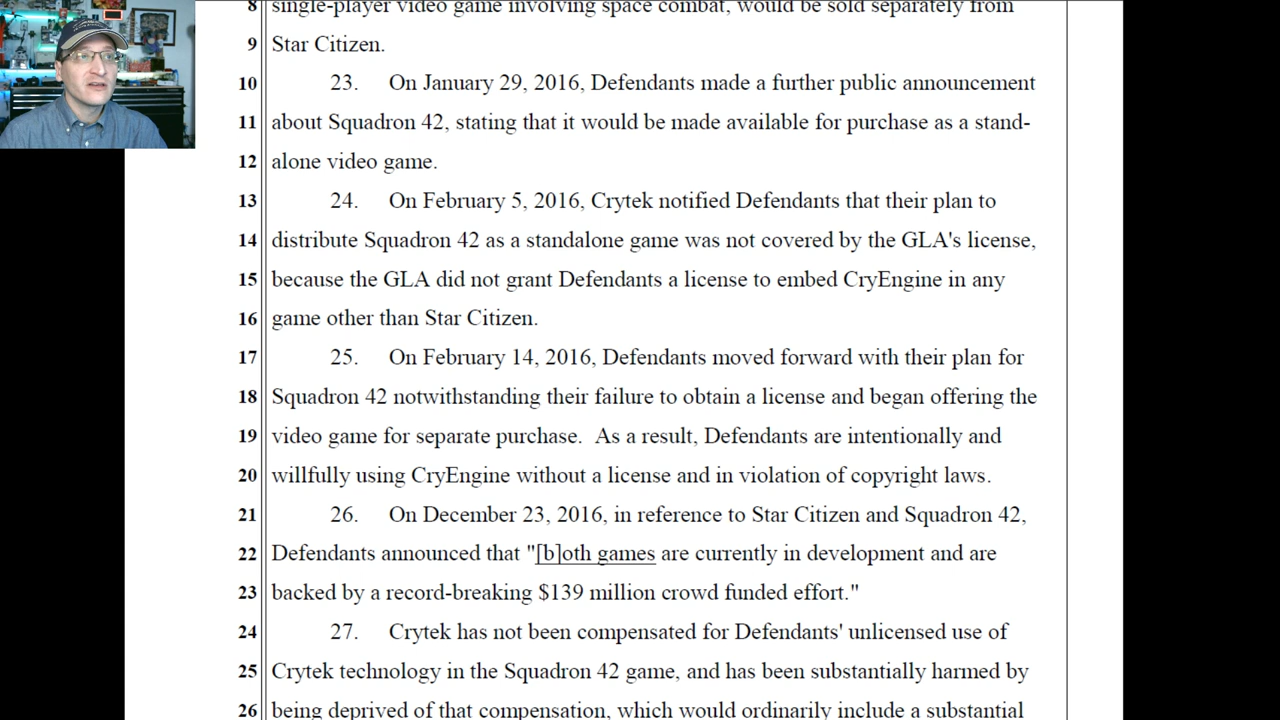 8 single-player video game involving space combat, would be sold separately from
9 Star Citizen.
10 23. On January 29, 2016, Defendants made a further public announcement
11 about Squadron 42, stating that it would be made available for purchase as a stand-
12 alone video game.
13 24. On February 5, 2016, Crytek notified Defendants that their plan to
14 distribute Squadron 42 as a standalone game was not covered by the GLA's license,
15 because the GLA did not grant Defendants a license to embed CryEngine in any
16 game other than Star Citizen.
17 25. On February 14, 2016, Defendants moved forward with their plan for
18 Squadron 42 notwithstanding their failure to obtain a license and began offering the
19 video game for separate purchase. As a result, Defendants are intentionally and
20 willfully using CryEngine without a license and in violation of copyright laws.
21 26. On December 23, 2016, in reference to Star Citizen and Squadron 42,
22 Defendants announced that "[b]oth games are currently in development and are
23 backed by a record-breaking $139 million crowd funded effort."
24 27. Crytek has not been compensated for Defendants' unlicensed use of
25 Crytek technology in the Squadron 42 game, and has been substantially harmed by
26 being deprived of that compensation, which would ordinarily include a substantial